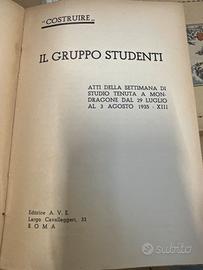 „COSTRUIRE„
IL GRUPPO STUDENTI
ATTI DELLA SETTIMANA DI
STUDIO TENUTA A MON-
DRAGONE DAL 29 LUGLIO
AL 3 AGOSTO 1935 - XIII
Editrice A. V. E.
Largo Cavalleggeri, 33
ROMA
subito